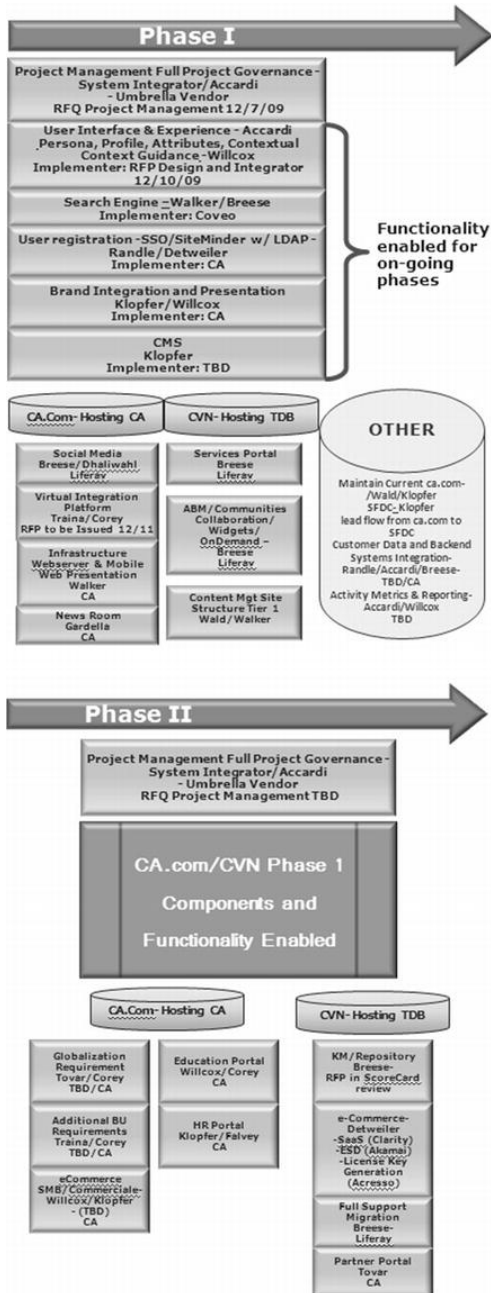 Phase I
Project Management Full Project Governance -
System Integrator/Accardi
- Umbrella Vendor
RFQ Project Management 12/7/09
User Interface & Experience - Accardi
Persona, Profile, Attributes, Contextual
Context Guidance-Willcox
Implementer: RFP Design and Integrator
12/10/09
Search Engine –Walker/Breese
Implementer: Coveo
User registration -SSO/SiteMinder w/ LDAP -
Randle/Detweiler
Implementer: CA
Brand Integration and Presentation
Klopfer/Willcox
Implementer: CA
CMS
Klopfer
Implementer: TBD
Functionality
enabled for
on-going
phases
CA.Com-Hosting CA
Social Media
Breese/Dhaliwahl
Liferay
Virtual Integration
Platform
Traina/Corey
RFP to be Issued 12/11
Infrastructure
Webserver & Mobile
Web Presentation
Walker
CA
News Room
Gardella
CA
CVN-Hosting TDB
Services Portal
Breese
Liferay
ABM/Communities
Collaboration/
Widgets/
OnDemand –
Breese
Liferay
Content Mgt Site
Structure Tier 1
Wald/Walker
OTHER
Maintain Current ca.com-
/Wald/Klopfer
SFDC-Klopfer
lead flow from ca.com to
SFDC
Customer Data and Backend
Systems Integration-
Randle/Accardi/Breese-
TBD/CA
Activity Metrics & Reporting-
Accardi/Willcox
TBD
Phase II
Project Management Full Project Governance -
System Integrator/Accardi
- Umbrella Vendor
RFQ Project Management TBD
CA.com/CVN Phase 1
Components and
Functionality Enabled
CA.Com-Hosting CA
Globalization
Requirement
Tovar/Corey
TBD/CA
Additional BU
Requirements
Traina/Corey
TBD/CA
eCommerce
SMB/Commerciale-
Willcox/Klopfer
- (TBD)
CA
Education Portal
Willcox/Corey
CA
HR Portal
Klopfer/Falvey
CA
CVN-Hosting TDB
KM/Repository
Breese-
RFP in ScoreCard
review
e-Commerce-
Detweiler
-SaaS (Clarity)
-ESD (Akamai)
-License Key
Generation
(Acresso)
Full Support
Migration
Breese-
Liferay
Partner Portal
Tovar
CA